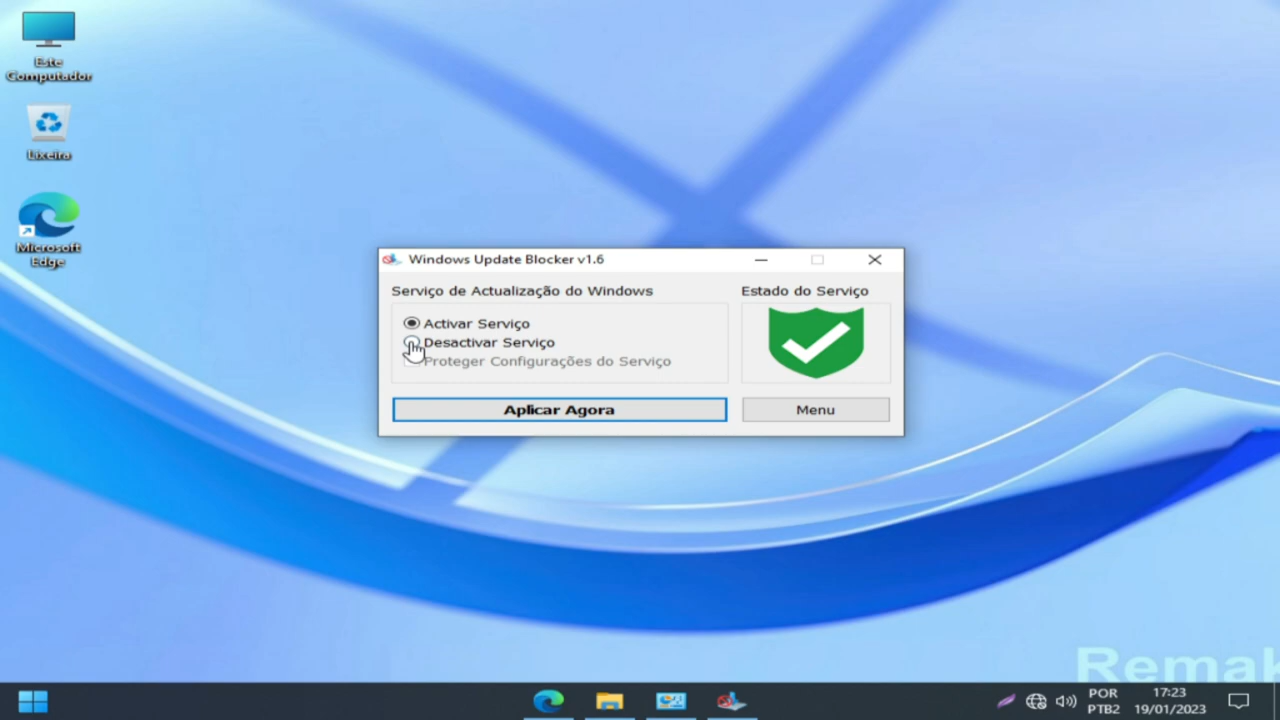 Este
Computador
Lixeira
Microsoft
Edge
Windows Update Blocker v1.6
Serviço de Actualização do Windows
Estado do Serviço
Activar Serviço
Desactivar Serviço
Proteger Configurações do Serviço
Aplicar Agora
Menu
Remak
POR
PTB2
17:23
19/01/2023